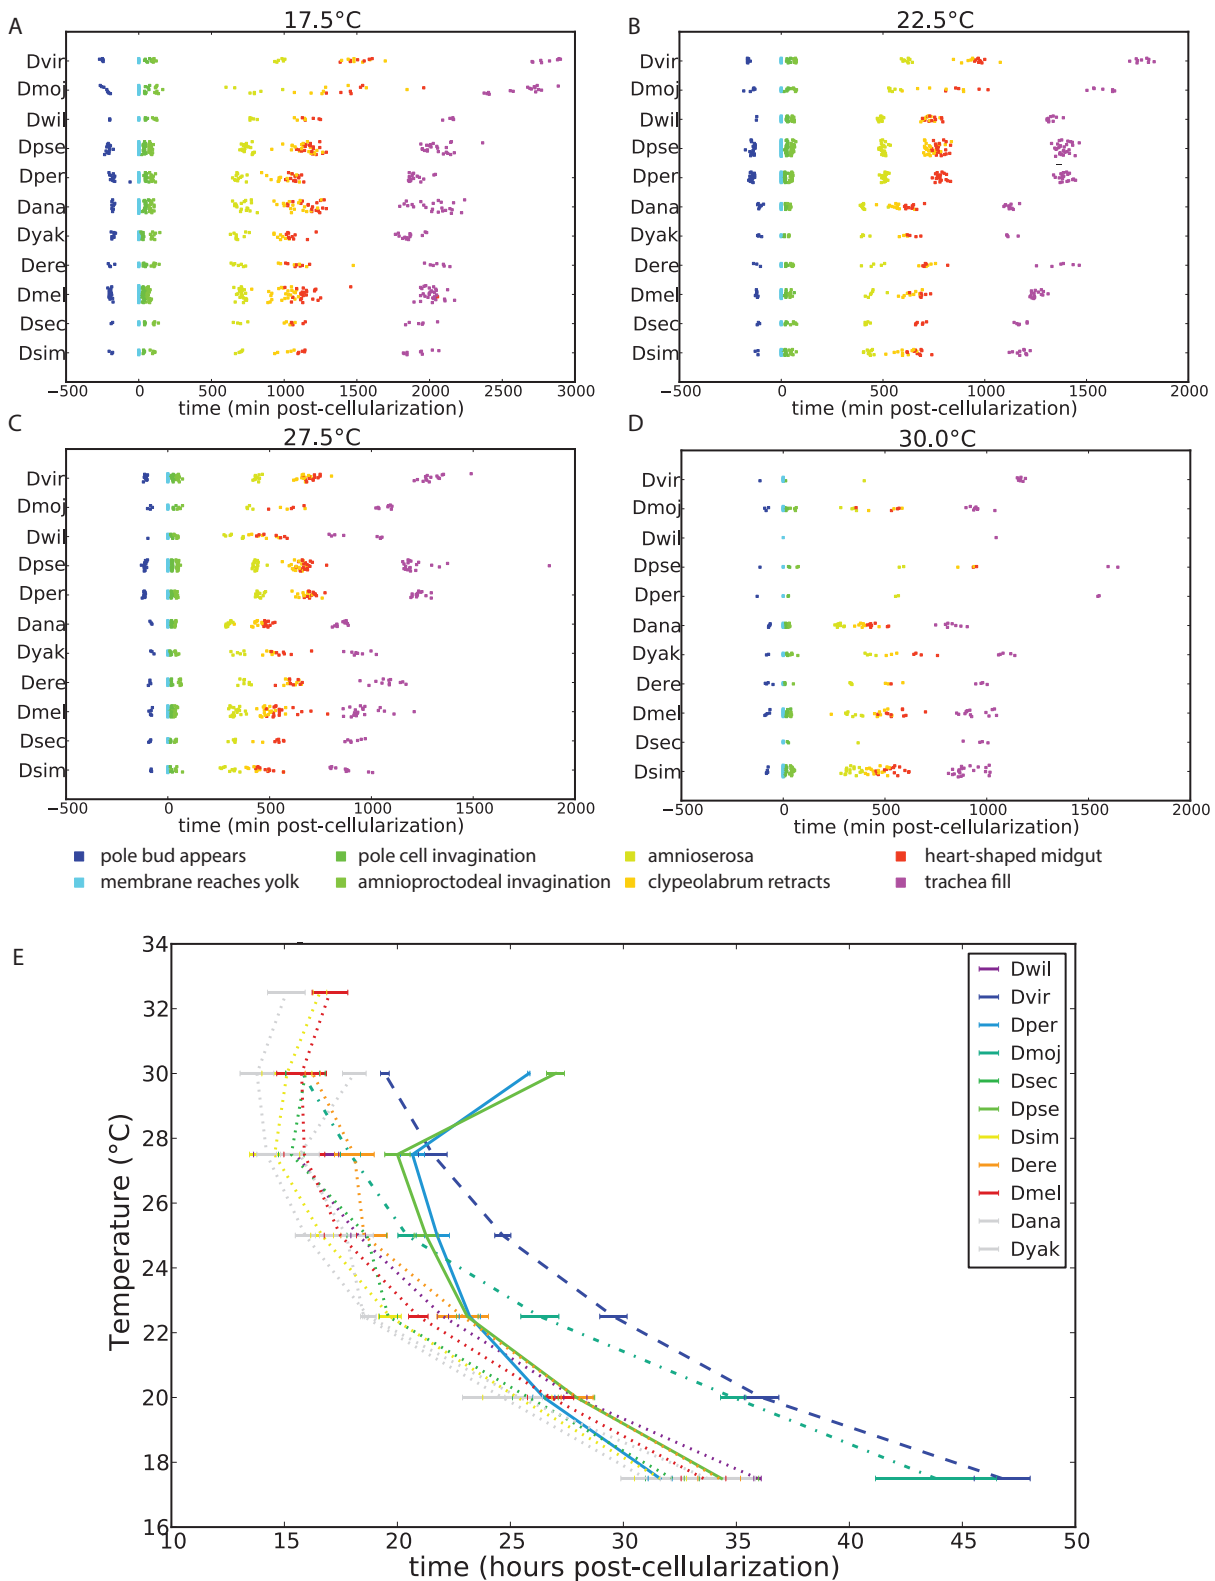 A
17.5°C
Dvir
Dmoj
Dwil
Dpse
Dper
Dana
Dyak
Dere
Dmel
Dsec
Dsim
−500 0 500 1000 1500 2000 2500 3000
time (min post-cellularization)
B
22.5°C
Dvir
Dmoj
Dwil
Dpse
Dper
Dana
Dyak
Dere
Dmel
Dsec
Dsim
−500 0 500 1000 1500 2000
time (min post-cellularization)
C
27.5°C
Dvir
Dmoj
Dwil
Dpse
Dper
Dana
Dyak
Dere
Dmel
Dsec
Dsim
−500 0 500 1000 1500 2000
time (min post-cellularization)
D
30.0°C
Dvir
Dmoj
Dwil
Dpse
Dper
Dana
Dyak
Dere
Dmel
Dsec
Dsim
−500 0 500 1000 1500 2000
time (min post-cellularization)
pole bud appears
pole cell invagination
amnioserosa
heart-shaped midgut
membrane reaches yolk
amnioproctodeal invagination
clypeolabrum retracts
trachea fill
E
34
32
30
28
26
24
22
20
18
16
Temperature (°C)
10 15 20 25 30 35 40 45 50
time (hours post-cellularization)
Dwil
Dvir
Dper
Dmoj
Dsec
Dpse
Dsim
Dere
Dmel
Dana
Dyak